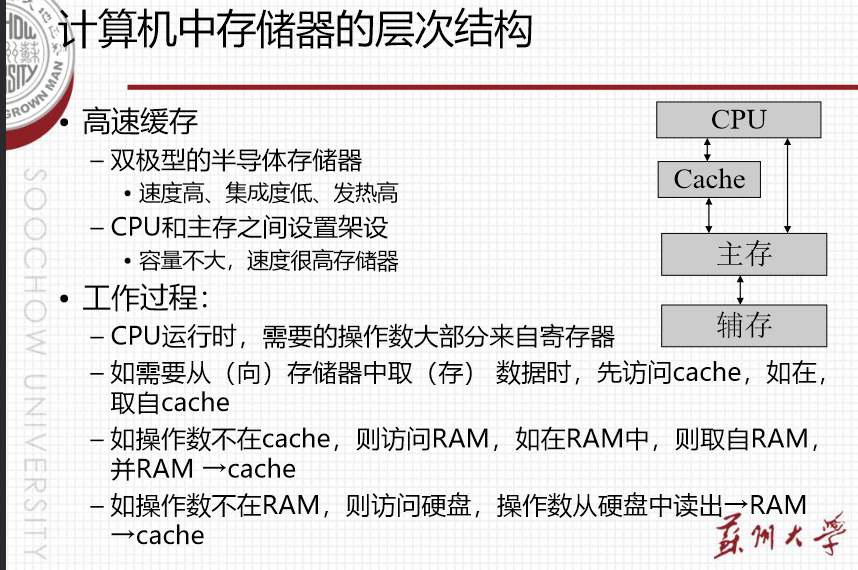 计算机中存储器的层次结构
• 高速缓存
– 双极型的半导体存储器
• 速度高、集成度低、发热高
– CPU和主存之间设置架设
• 容量不大，速度很高存储器
• 工作过程：
– CPU运行时，需要的操作数大部分来自寄存器
– 如需要从（向）存储器中取（存） 数据时，先访问cache，如在，
取自cache
– 如操作数不在cache，则访问RAM，如在RAM中，则取自RAM，
并RAM →cache
– 如操作数不在RAM，则访问硬盘，操作数从硬盘中读出→RAM
→cache
CPU
Cache
主存
辅存
SOOCHOW UNIVERSITY
GROWN MAN
苏州大学